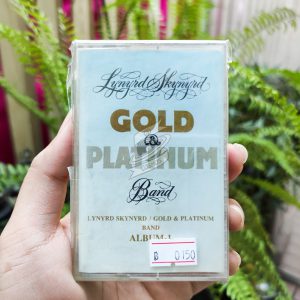 Lynyrd Skynyrd
GOLD
&
PLATINUM
Band
LYNYRD SKYNYRD / GOLD & PLATINUM
BAND
ALBUM-1
฿ 0150